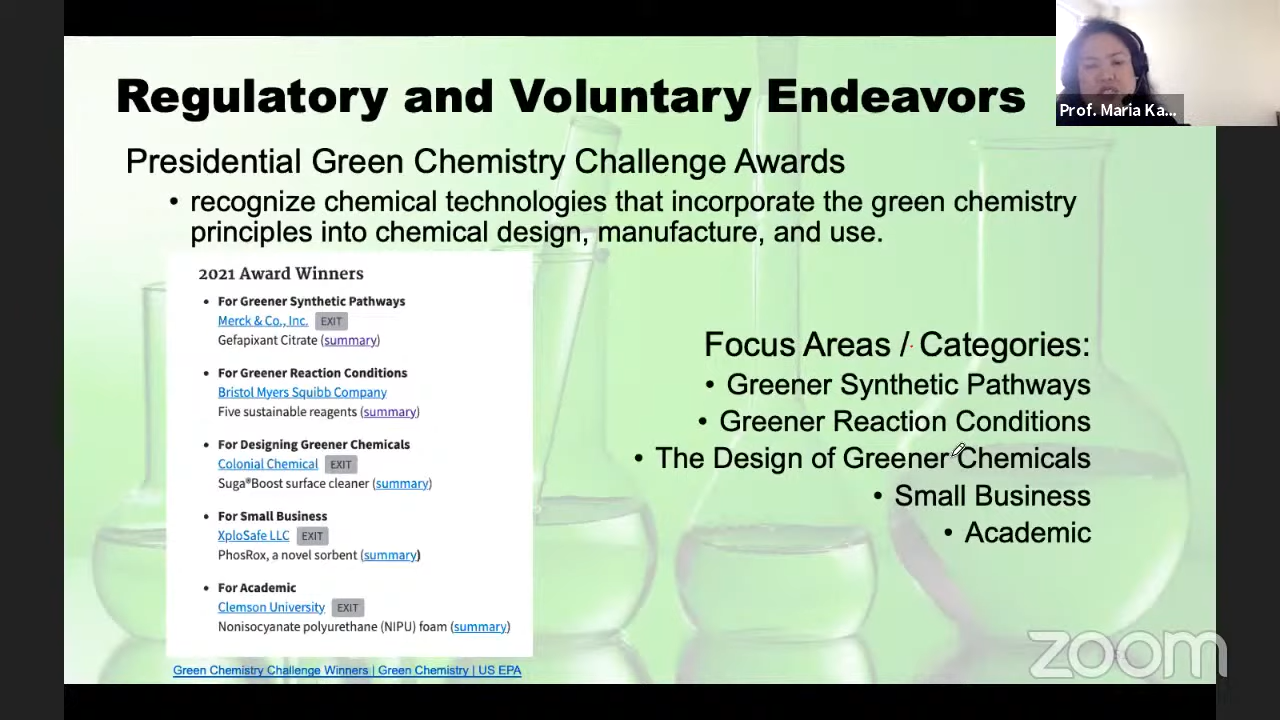 Regulatory and Voluntary Endeavors
Prof. Maria Ka...
Presidential Green Chemistry Challenge Awards
• recognize chemical technologies that incorporate the green chemistry
principles into chemical design, manufacture, and use.
2021 Award Winners
• For Greener Synthetic Pathways
Merck & Co., Inc. EXIT
Gefapixant Citrate (summary)
• For Greener Reaction Conditions
Bristol Myers Squibb Company
Five sustainable reagents (summary)
• For Designing Greener Chemicals
Colonial Chemical EXIT
Suga®Boost surface cleaner (summary)
• For Small Business
XploSafe LLC EXIT
PhosRox, a novel sorbent (summary)
• For Academic
Clemson University EXIT
Nonisocyanate polyurethane (NIPU) foam (summary)
Green Chemistry Challenge Winners | Green Chemistry | US EPA
Focus Areas / Categories:
• Greener Synthetic Pathways
• Greener Reaction Conditions
• The Design of Greener Chemicals
• Small Business
• Academic
zoom